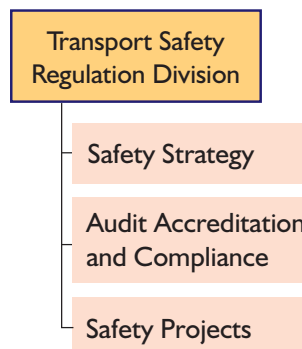 Transport Safety
Regulation Division
Safety Strategy
Audit Accreditation
and Compliance
Safety Projects